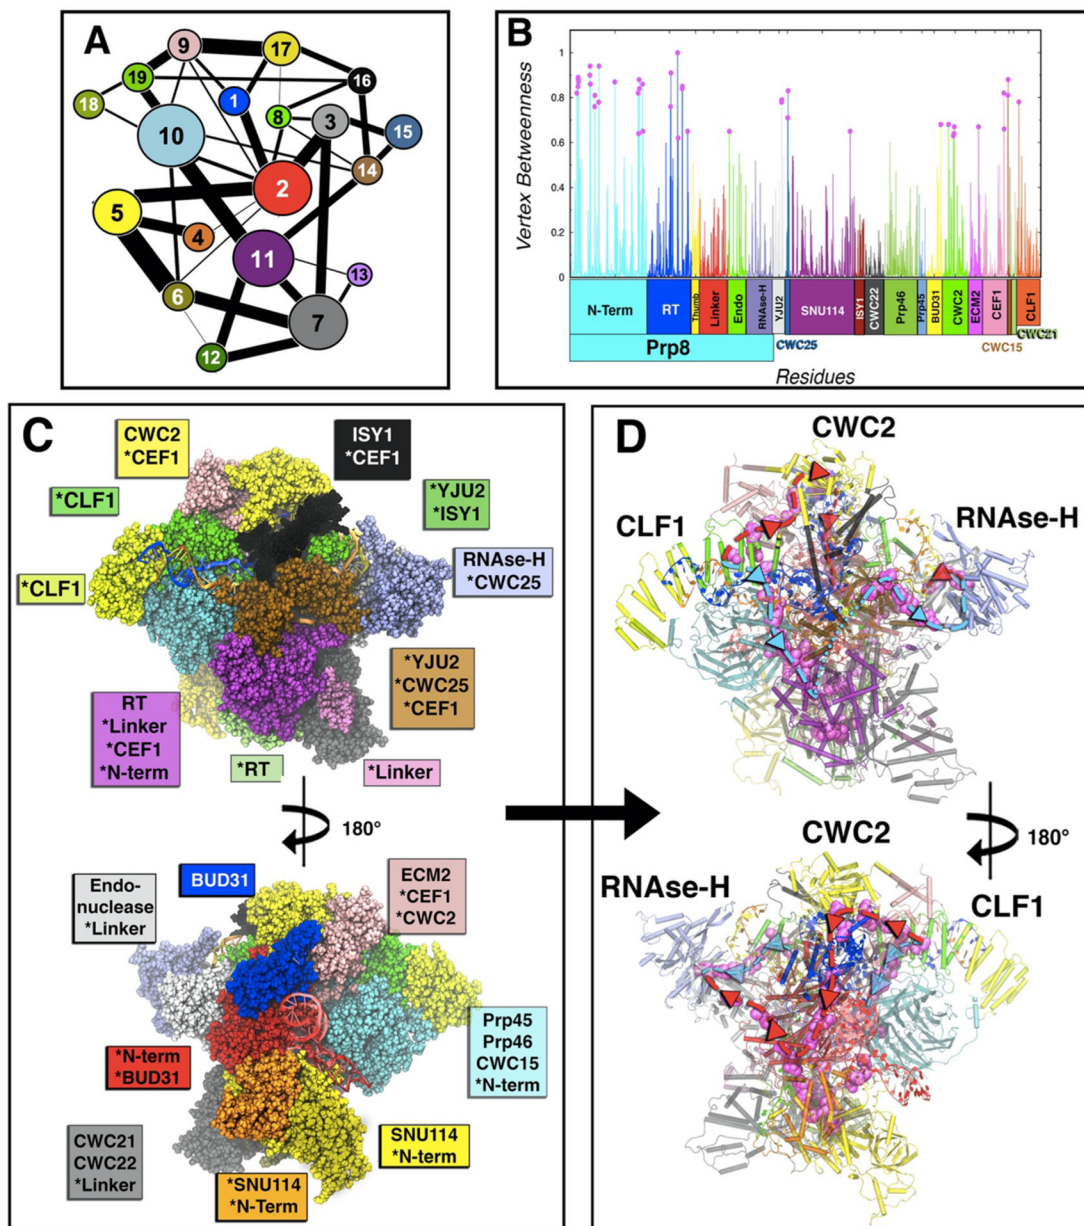 A
9
17
19
16
18
1
8
3
15
10
14
2
5
4
11
13
6
7
12
B
Vertex Betweenness
1
0.8
0.6
0.4
0.2
0
N-Term
RT
Thumb
Linker
Endo
RNAse-H
YJU2
SNU114
ISY1
CWC22
Prp46
Prp45
BUD31
CWC2
ECM2
CEF1
CLF1
Prp8
CWC25
CWC15
CWC21
Residues
C
CWC2
*CEF1
ISY1
*CEF1
*CLF1
*YJU2
*ISY1
*CLF1
RNAse-H
*CWC25
RT
*Linker
*CEF1
*N-term
*YJU2
*CWC25
*CEF1
*RT
*Linker
180°
Endo-
nuclease
*Linker
BUD31
ECM2
*CEF1
*CWC2
*N-term
*BUD31
Prp45
Prp46
CWC15
*N-term
CWC21
CWC22
*Linker
*SNU114
*N-Term
SNU114
*N-term
D
CWC2
CLF1
RNAse-H
180°
CWC2
RNAse-H
CLF1